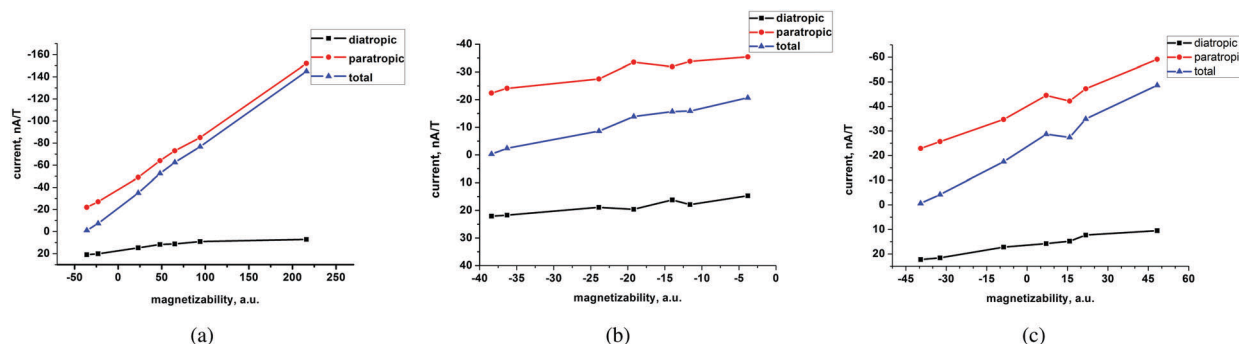 diatropic
paratropic
total
-160
-140
-120
-100
-80
-60
-40
-20
0
20
current, nA/T
-50 0 50 100 150 200 250
magnetizability, a.u.
(a)
diatropic
paratropic
total
-40
-30
-20
-10
0
10
20
30
40
current, nA/T
-40 -35 -30 -25 -20 -15 -10 -5 0
magnetizability, a.u.
(b)
diatropic
paratropic
total
-60
-50
-40
-30
-20
-10
0
10
20
current, nA/T
-45 -30 -15 0 15 30 45 60
magnetizability, a.u.
(c)